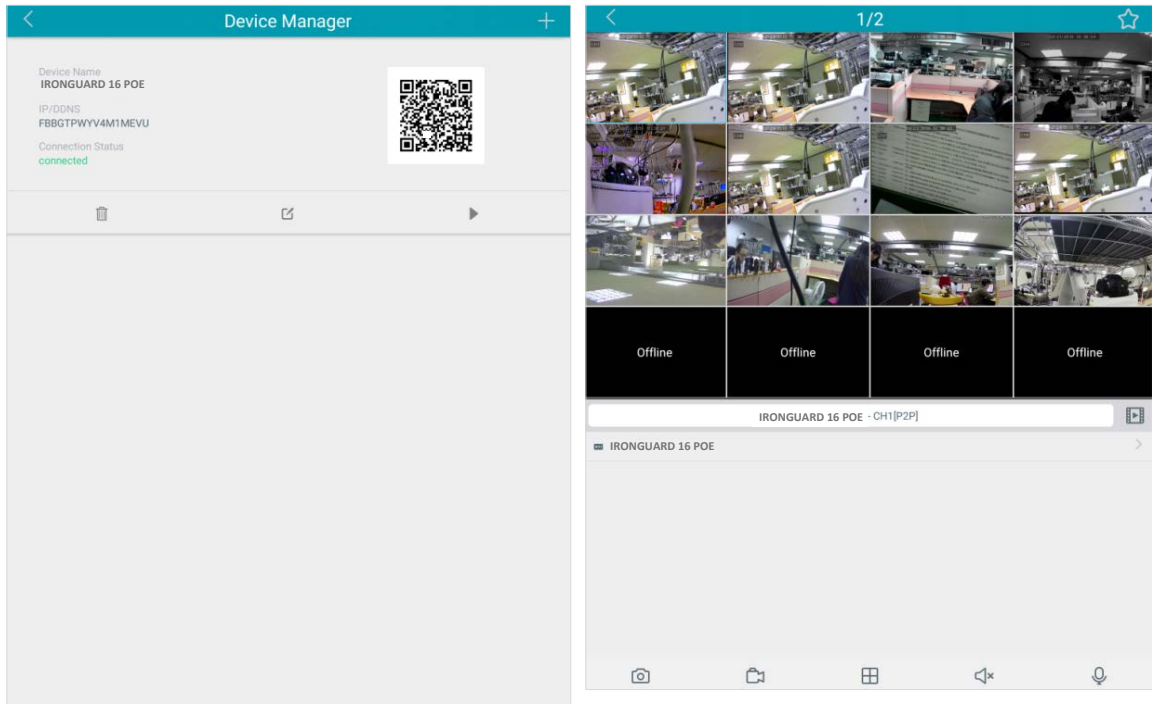 Device Manager
Device Name
IRONGUARD 16 POE
IP/DDNS
FBBGTPWYV4M1MEVU
Connection Status
connected
1/2
Offline
Offline
Offline
Offline
IRONGUARD 16 POE - CH1[P2P]
IRONGUARD 16 POE